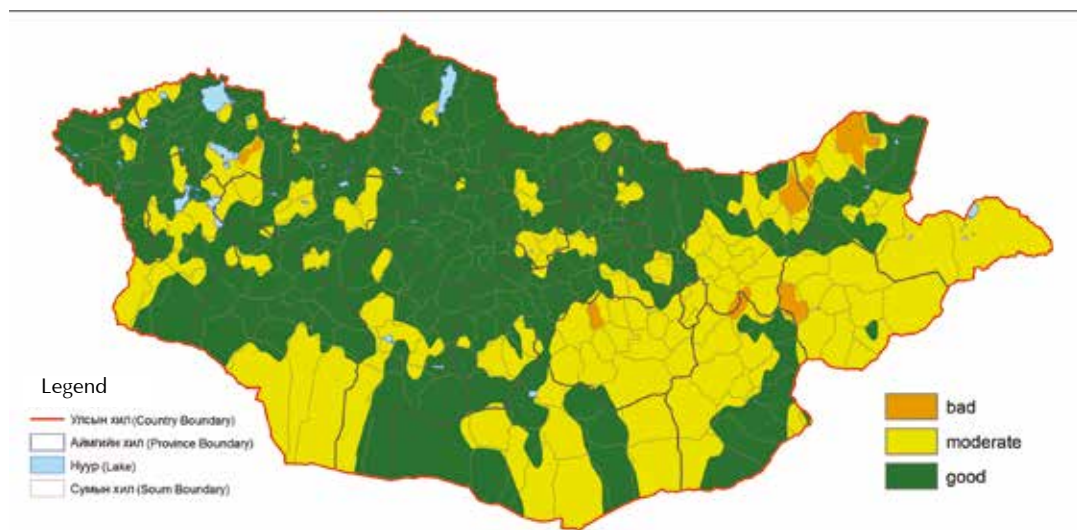 Legend
Улсын хил (Country Boundary)
Аймгийн хил (Province Boundary)
Нуур (Lake)
Сумын хил (Soum Boundary)
bad
moderate
good